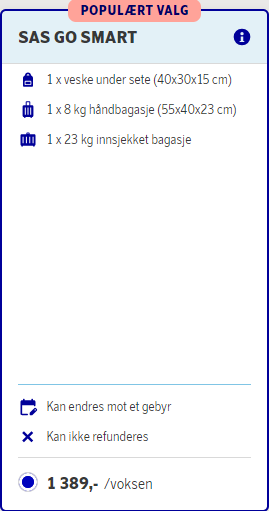 POPULÆRT VALG
SAS GO SMART
1 x veske under sete (40x30x15 cm)
1 x 8 kg håndbagasje (55x40x23 cm)
1 x 23 kg innsjekket bagasje
Kan endres mot et gebyr
Kan ikke refunderes
1 389,- /voksen